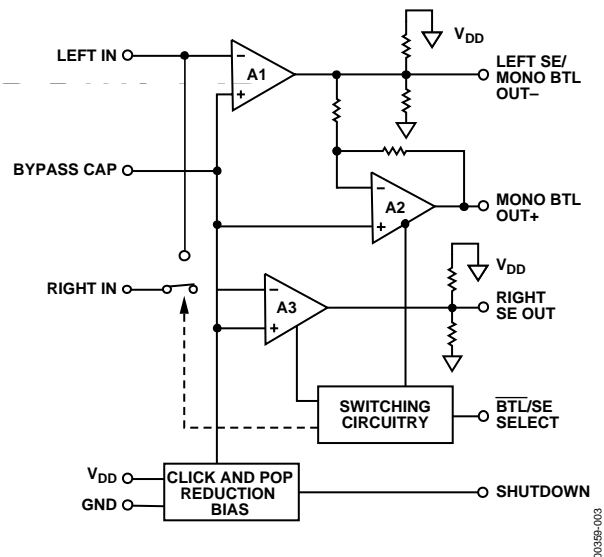 LEFT IN
A1
−
+
V_DD
LEFT SE/
MONO BTL
OUT–
BYPASS CAP
−
+
A2
MONO BTL
OUT+
RIGHT IN
−
+
A3
V_DD
RIGHT
SE OUT
SWITCHING
CIRCUITRY
B̅T̅L̅/SE
SELECT
V_DD
GND
CLICK AND POP
REDUCTION
BIAS
SHUTDOWN
00359-003